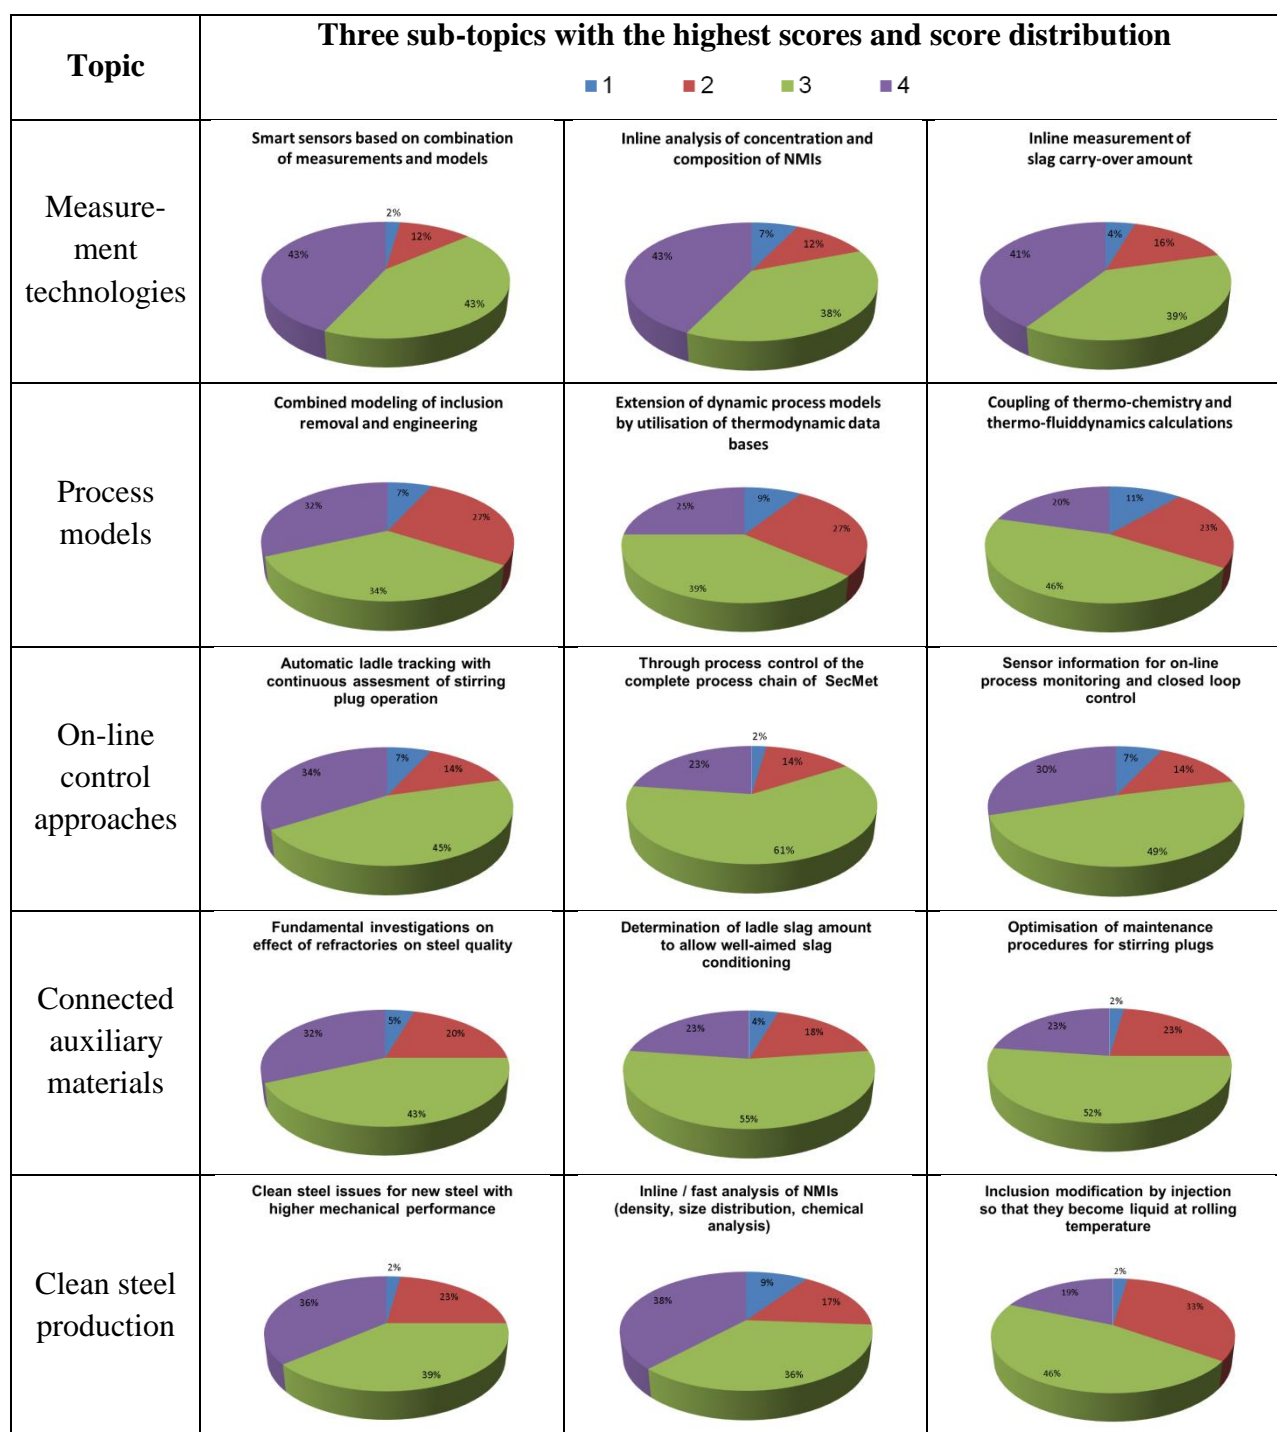 Topic
Three sub-topics with the highest scores and score distribution
1 2 3 4
Measure-
ment
technologies
Smart sensors based on combination
of measurements and models
2%
12%
43%
43%
Inline analysis of concentration and
composition of NMIs
7%
12%
43%
38%
Inline measurement of
slag carry-over amount
4%
16%
41%
39%
Process
models
Combined modeling of inclusion
removal and engineering
7%
32%
27%
34%
Extension of dynamic process models
by utilisation of thermodynamic data
bases
9%
25%
27%
39%
Coupling of thermo-chemistry and
thermo-fluiddynamics calculations
11%
20%
23%
46%
On-line
control
approaches
Automatic ladle tracking with
continuous assesment of stirring
plug operation
7%
14%
34%
45%
Through process control of the
complete process chain of SecMet
2%
14%
23%
61%
Sensor information for on-line
process monitoring and closed loop
control
7%
14%
30%
49%
Connected
auxiliary
materials
Fundamental investigations on
effect of refractories on steel quality
5%
20%
32%
43%
Determination of ladle slag amount
to allow well-aimed slag
conditioning
4%
23%
18%
55%
Optimisation of maintenance
procedures for stirring plugs
2%
23%
23%
52%
Clean steel
production
Clean steel issues for new steel with
higher mechanical performance
2%
23%
36%
39%
Inline / fast analysis of NMIs
(density, size distribution, chemical
analysis)
9%
38%
17%
36%
Inclusion modification by injection
so that they become liquid at rolling
temperature
2%
19%
33%
46%